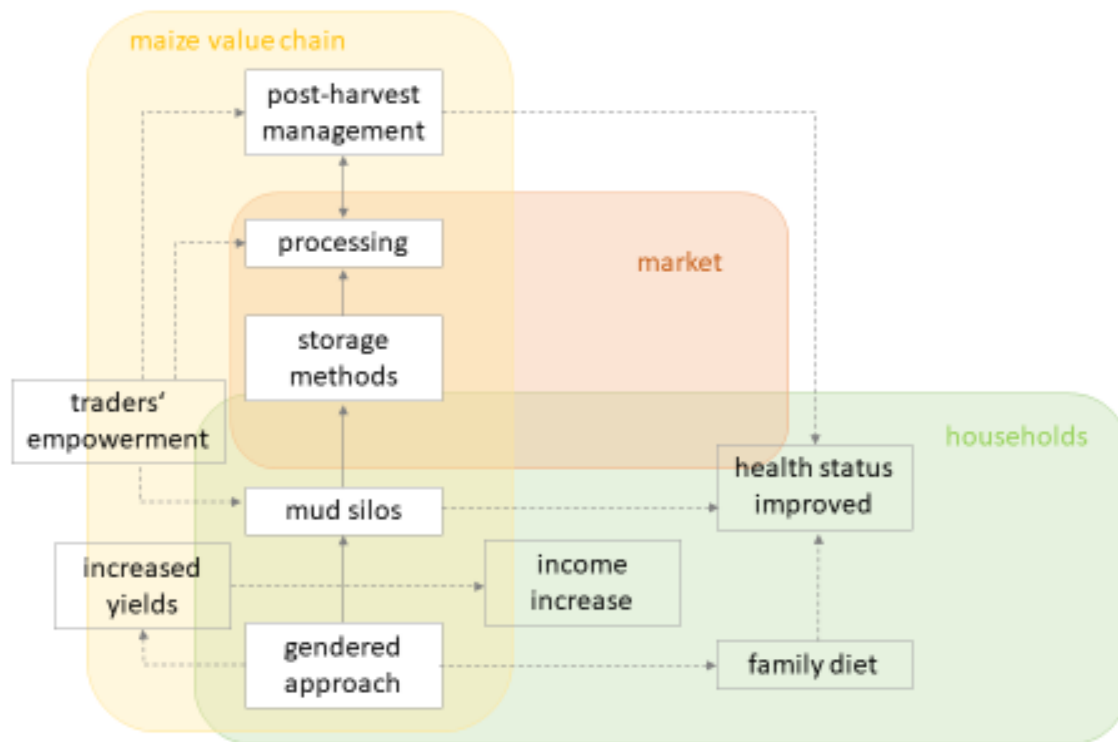 maize value chain
post-harvest
management
processing
market
storage
methods
traders‘
empowerment
households
health status
improved
mud silos
increased
yields
income
increase
gendered
approach
family diet